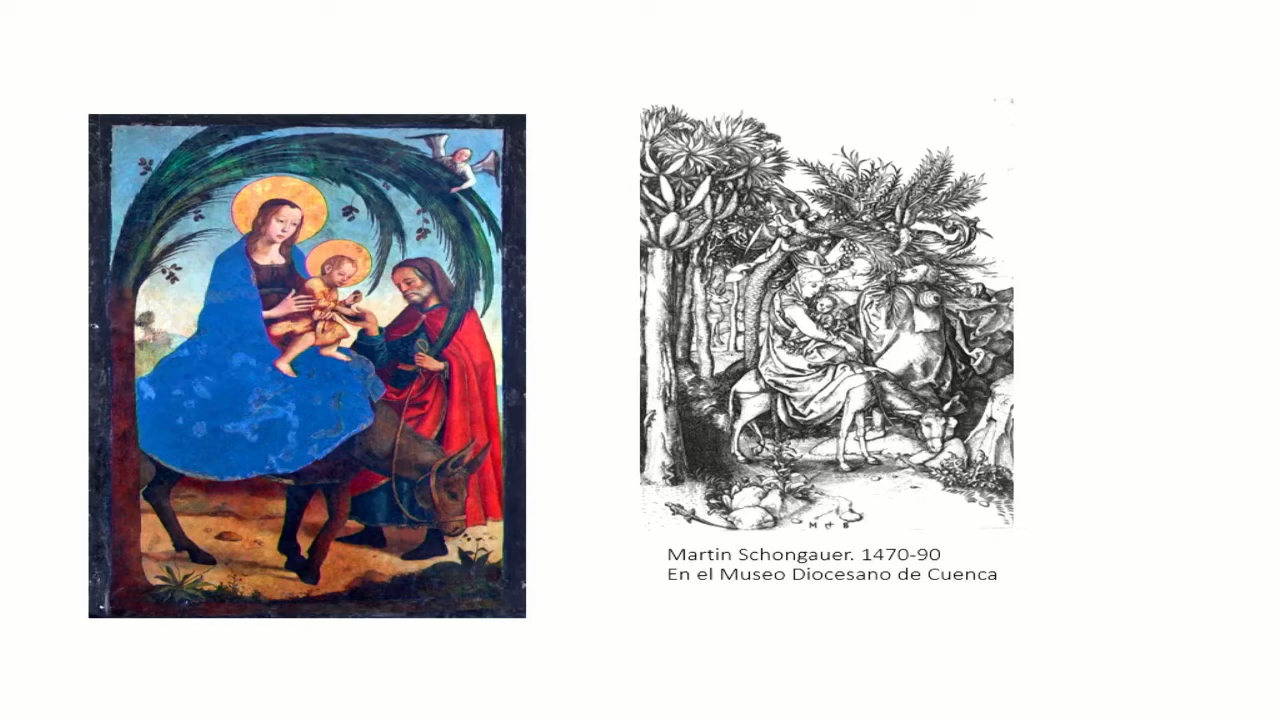 M + S
Martin Schongauer. 1470-90
En el Museo Diocesano de Cuenca